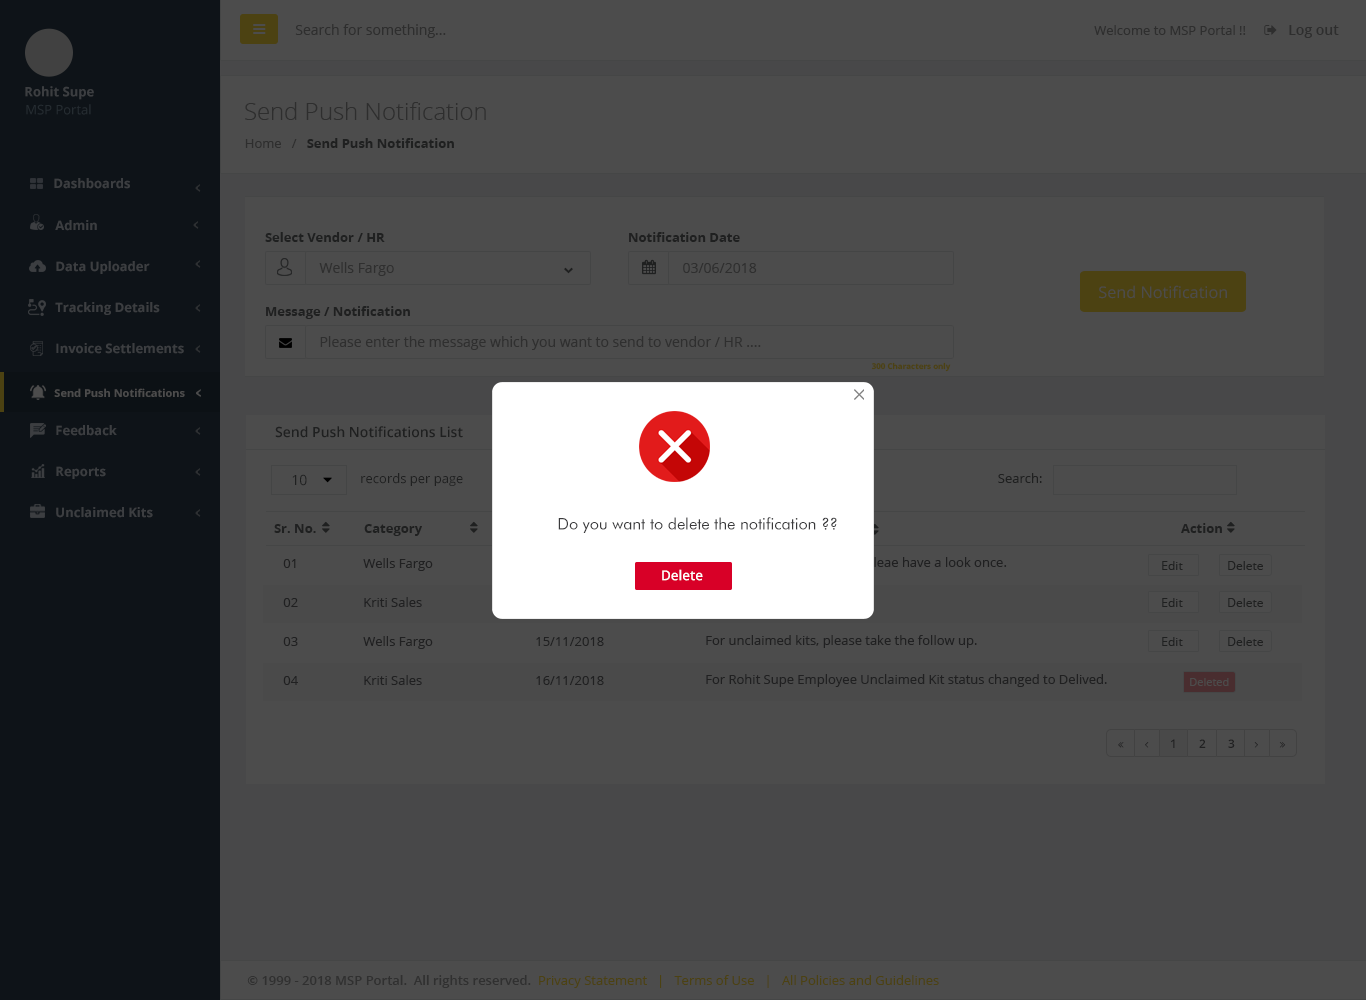 Search for something...
Welcome to MSP Portal !!
Log out
Rohit Supe
MSP Portal
Send Push Notification
Home / Send Push Notification
Dashboards
Admin
Data Uploader
Tracking Details
Invoice Settlements
Send Push Notifications
Feedback
Reports
Unclaimed Kits
Select Vendor / HR
Notification Date
Wells Fargo
03/06/2018
Send Notification
Message / Notification
Please enter the message which you want to send to vendor / HR ....
Characters only
Send Push Notifications List
10 records per page
Search:
Do you want to delete the notification ??
Delete
Sr. No. Category Action
01 Wells Fargo leae have a look once. Edit Delete
02 Kriti Sales Edit Delete
03 Wells Fargo 15/11/2018 For unclaimed kits, please take the follow up. Edit Delete
04 Kriti Sales 16/11/2018 For Rohit Supe Employee Unclaimed Kit status changed to Delived. Deleted
« ‹ 1 2 3 › »
© 1999 - 2018 MSP Portal. All rights reserved. Privacy Statement | Terms of Use | All Policies and Guidelines